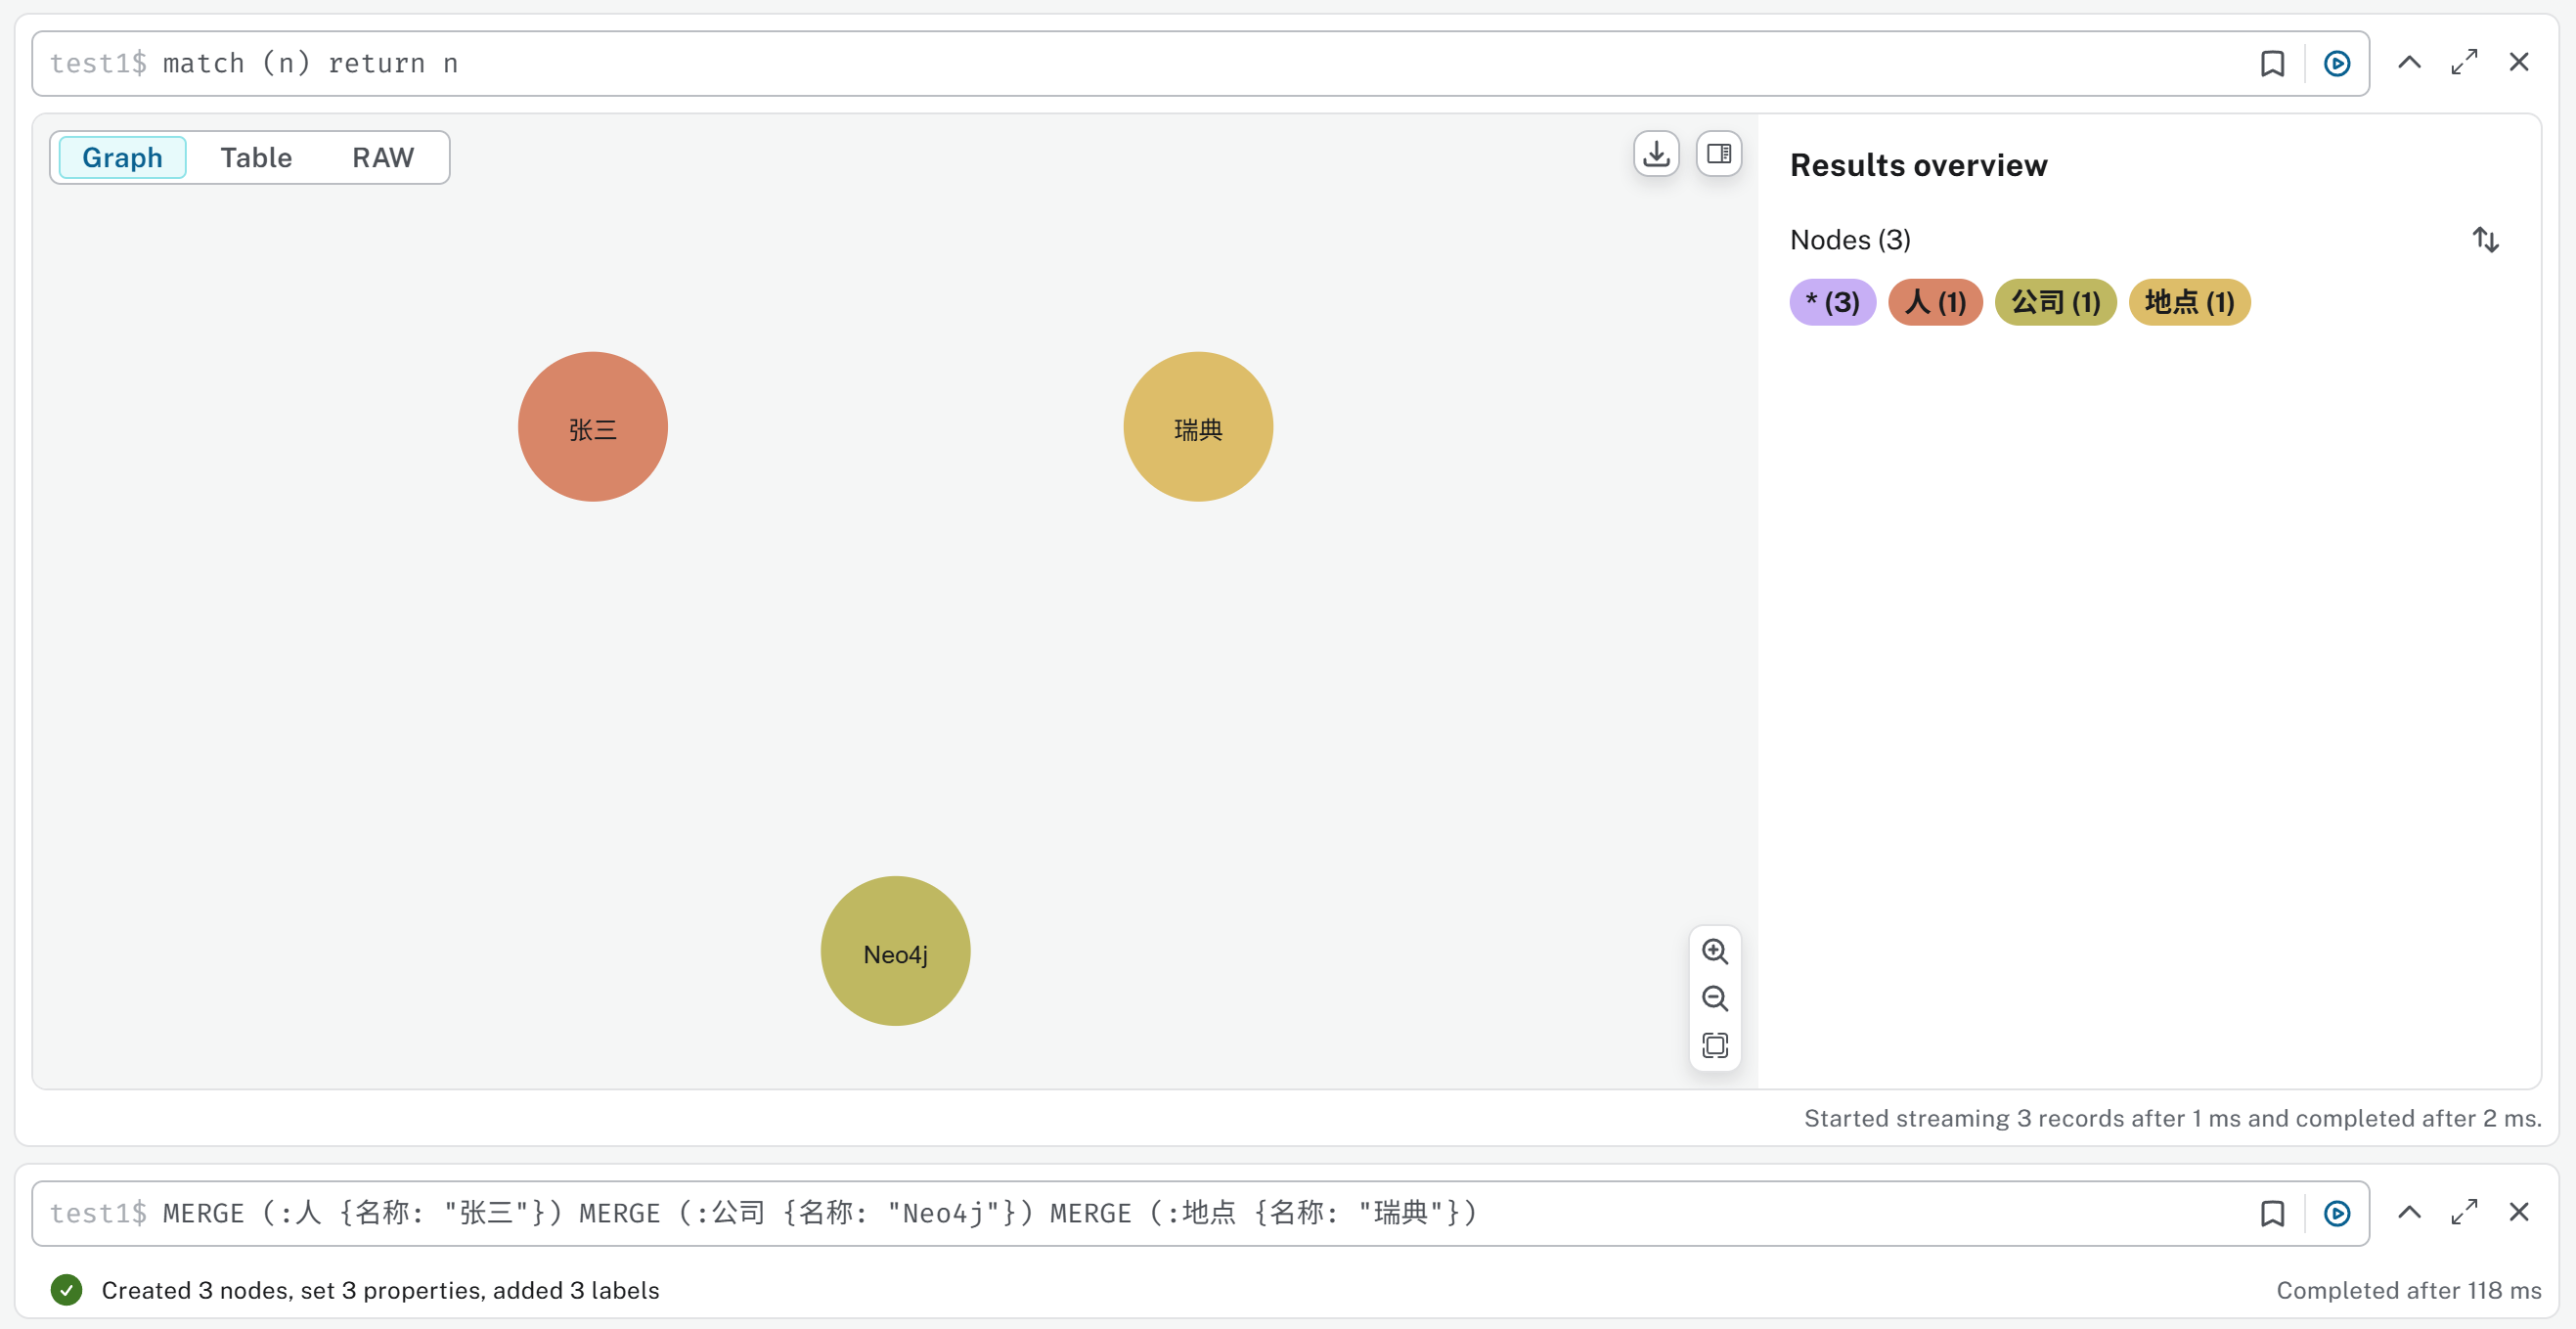 test1$ match (n) return n
Graph Table RAW
Results overview
Nodes (3)
* (3) 人 (1) 公司 (1) 地点 (1)
张三
瑞典
Neo4j
Started streaming 3 records after 1 ms and completed after 2 ms.
test1$ MERGE (:人 {名称: "张三"}) MERGE (:公司 {名称: "Neo4j"}) MERGE (:地点 {名称: "瑞典"})
Created 3 nodes, set 3 properties, added 3 labels
Completed after 118 ms